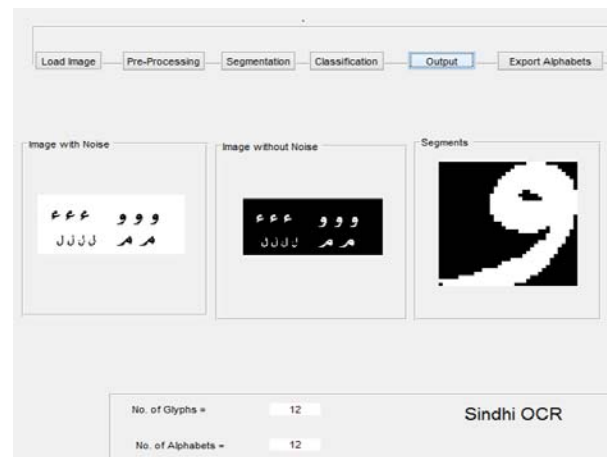 Load Image Pre-Processing Segmentation Classification Output Export Alphabets
Image with Noise Image without Noise Segments
و و و ء ء ء
م م ل ل ل ل
و و و ء ء ء
م م ل ل ل ل
و
No. of Glyphs = 12
Sindhi OCR
No. of Alphabets = 12